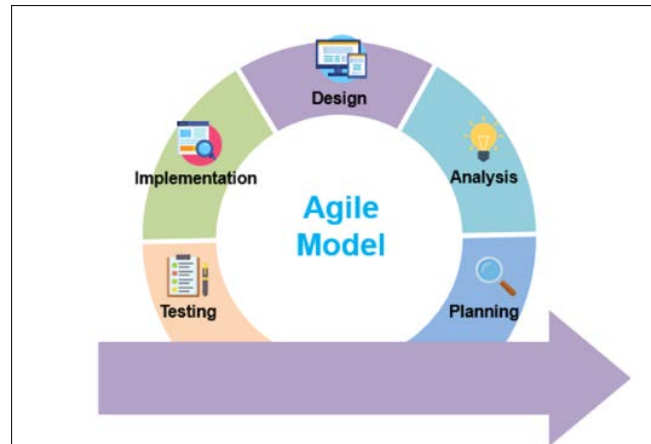 Design
Implementation
Analysis
Agile
Model
Testing
Planning